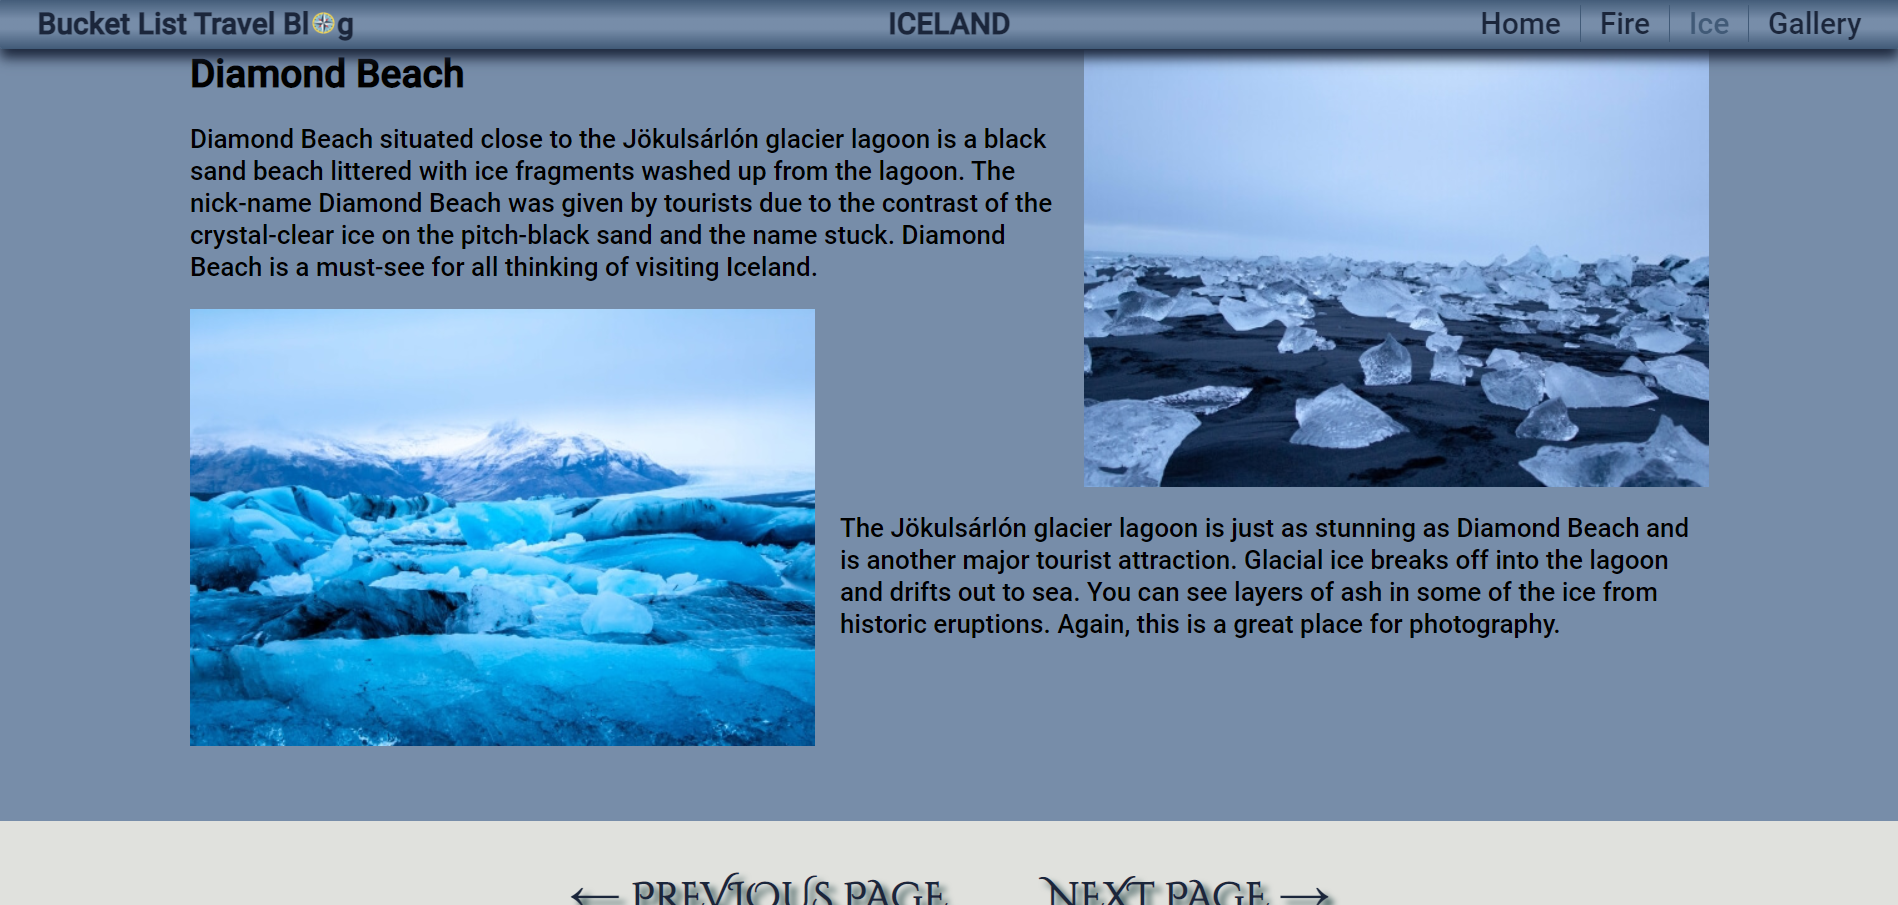 Bucket List Travel Blog
ICELAND
Home
Fire
Ice
Gallery
Diamond Beach
Diamond Beach situated close to the Jökulsárlón glacier lagoon is a black
sand beach littered with ice fragments washed up from the lagoon. The
nick-name Diamond Beach was given by tourists due to the contrast of the
crystal-clear ice on the pitch-black sand and the name stuck. Diamond
Beach is a must-see for all thinking of visiting Iceland.
The Jökulsárlón glacier lagoon is just as stunning as Diamond Beach and
is another major tourist attraction. Glacial ice breaks off into the lagoon
and drifts out to sea. You can see layers of ash in some of the ice from
historic eruptions. Again, this is a great place for photography.
← PREVIOUS PAGE
NEXT PAGE →